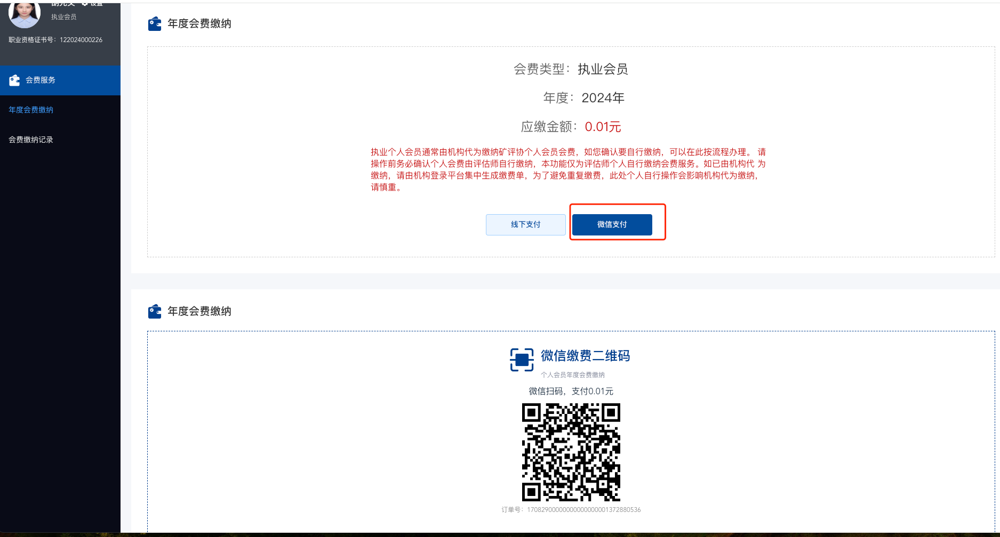 设置
执业会员
职业资格证书号：122024000226
会费服务
年度会费缴纳
会费缴纳记录
年度会费缴纳
会费类型：执业会员
年度：2024年
应缴金额：0.01元
执业个人会员通常由机构代为缴纳矿评协个人会员会费，如您确认要自行缴纳，可以在此按流程办理。 请
操作前务必确认个人会费由评估师自行缴纳，本功能仅为评估师个人自行缴纳会费服务。如已由机构代 为
缴纳，请由机构登录平台集中生成缴费单，为了避免重复缴费，此处个人自行操作会影响机构代为缴纳，
请慎重。
线下支付
微信支付
年度会费缴纳
微信缴费二维码
个人会员年度会费缴纳
微信扫码，支付0.01元